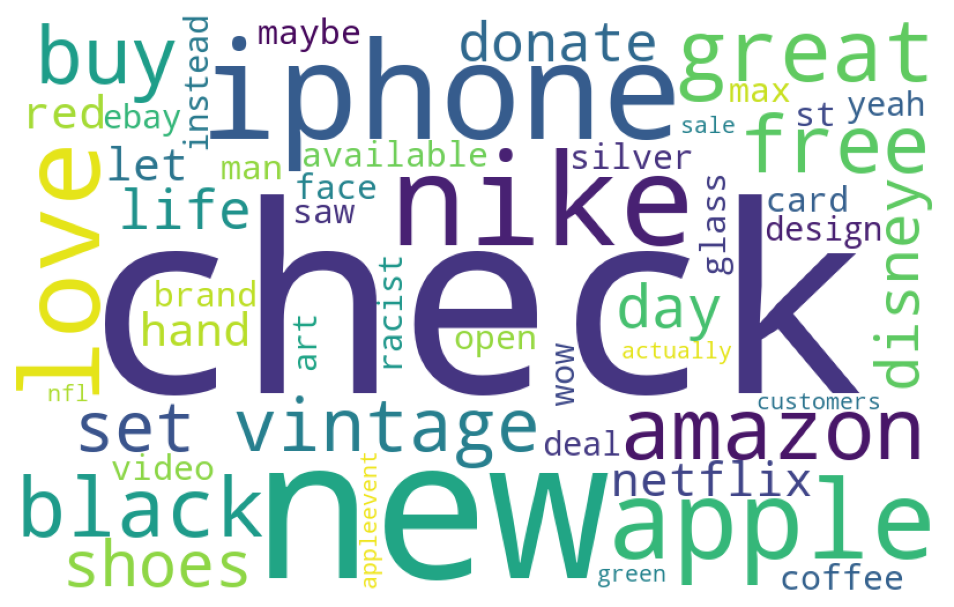 buy
instead
iphone
maybe
donate
great
red
ebay
max
st
yeah
sale
free
let
man
available
silver
love
life
face
saw
nike
glass
card
design
disney
check
brand
hand
art
racist
open
day
actually
wow
nfl
customers
set
vintage
deal
amazon
video
appleevent
netflix
black
new
apple
shoes
green
coffee